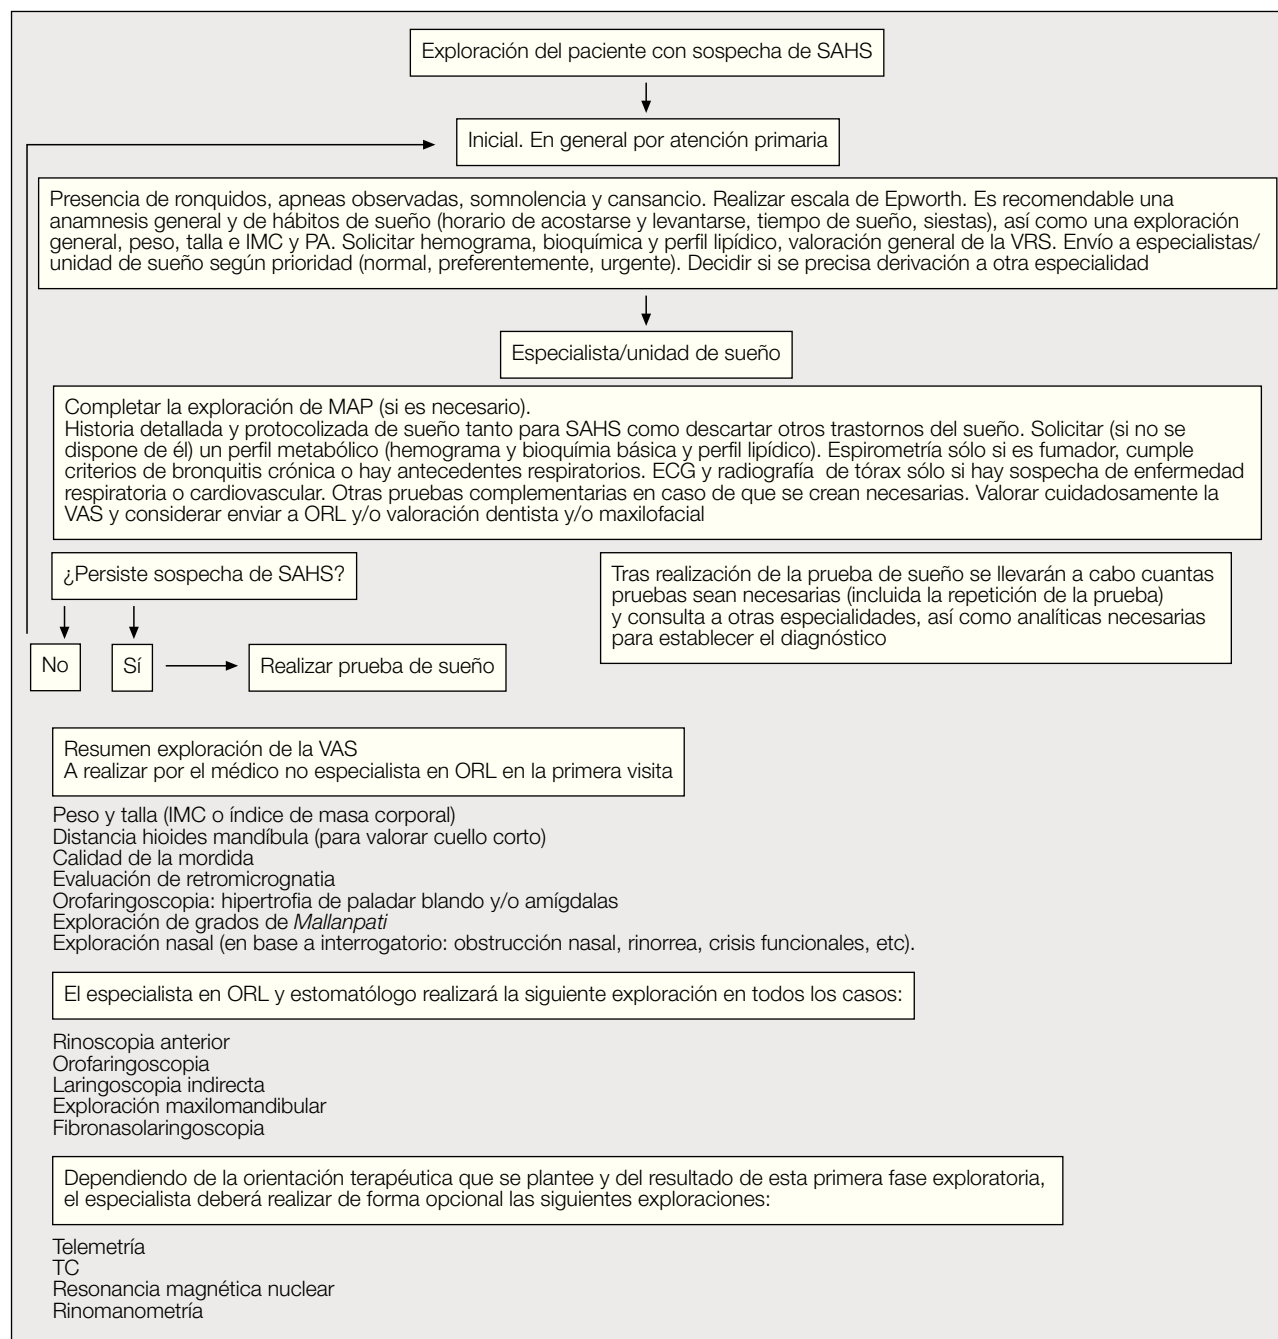 Exploración del paciente con sospecha de SAHS
Inicial. En general por atención primaria
Presencia de ronquidos, apneas observadas, somnolencia y cansancio. Realizar escala de Epworth. Es recomendable una
anamnesis general y de hábitos de sueño (horario de acostarse y levantarse, tiempo de sueño, siestas), así como una exploración
general, peso, talla e IMC y PA. Solicitar hemograma, bioquímica y perfil lipídico, valoración general de la VRS. Envío a especialistas/
unidad de sueño según prioridad (normal, preferentemente, urgente). Decidir si se precisa derivación a otra especialidad
Especialista/unidad de sueño
Completar la exploración de MAP (si es necesario).
Historia detallada y protocolizada de sueño tanto para SAHS como descartar otros trastornos del sueño. Solicitar (si no se
dispone de él) un perfil metabólico (hemograma y bioquímia básica y perfil lipídico). Espirometría sólo si es fumador, cumple
criterios de bronquitis crónica o hay antecedentes respiratorios. ECG y radiografía de tórax sólo si hay sospecha de enfermedad
respiratoria o cardiovascular. Otras pruebas complementarias en caso de que se crean necesarias. Valorar cuidadosamente la
VAS y considerar enviar a ORL y/o valoración dentista y/o maxilofacial
¿Persiste sospecha de SAHS?
Tras realización de la prueba de sueño se llevarán a cabo cuantas
pruebas sean necesarias (incluida la repetición de la prueba)
y consulta a otras especialidades, así como analíticas necesarias
para establecer el diagnóstico
No
Sí
Realizar prueba de sueño
Resumen exploración de la VAS
A realizar por el médico no especialista en ORL en la primera visita
Peso y talla (IMC o índice de masa corporal)
Distancia hioides mandíbula (para valorar cuello corto)
Calidad de la mordida
Evaluación de retromicrognatia
Orofaringoscopia: hipertrofia de paladar blando y/o amígdalas
Exploración de grados de Mallanpati
Exploración nasal (en base a interrogatorio: obstrucción nasal, rinorrea, crisis funcionales, etc).
El especialista en ORL y estomatólogo realizará la siguiente exploración en todos los casos:
Rinoscopia anterior
Orofaringoscopia
Laringoscopia indirecta
Exploración maxilomandibular
Fibronasolaringoscopia
Dependiendo de la orientación terapéutica que se plantee y del resultado de esta primera fase exploratoria,
el especialista deberá realizar de forma opcional las siguientes exploraciones:
Telemetría
TC
Resonancia magnética nuclear
Rinomanometría